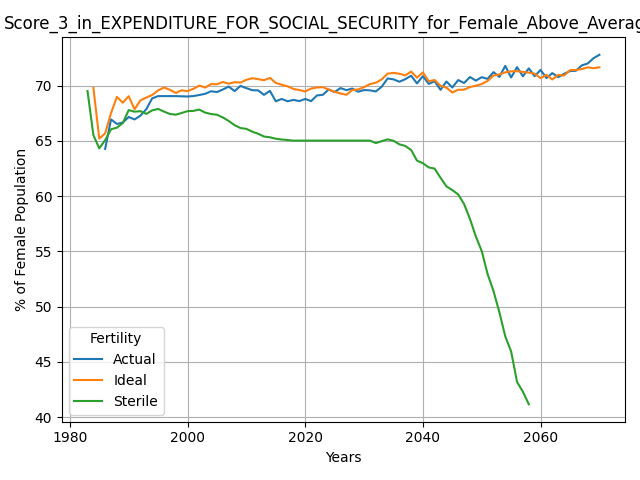 Score_3_in_EXPENDITURE_FOR_SOCIAL_SECURITY_for_Female_Above_Averag
% of Female Population
70
65
60
55
50
45
40
Fertility
Actual
Ideal
Sterile
1980
2000
2020
2040
2060
Years